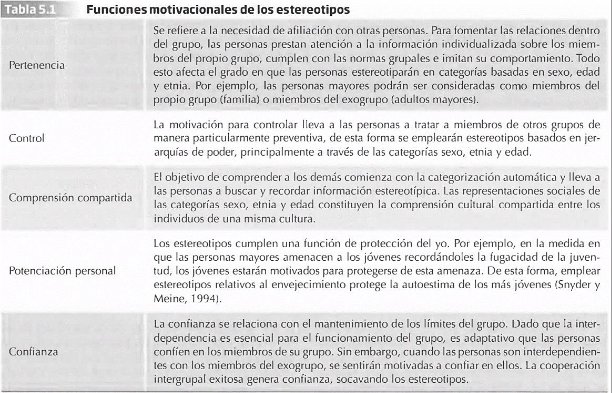 Tabla 5.1 Funciones motivacionales de los estereotipos
Pertenencia
Se refiere a la necesidad de afiliación con otras personas. Para fomentar las relaciones dentro
del grupo, las personas prestan atención a la información individualizada sobre los miem-
bros del propio grupo, cumplen con las normas grupales e imitan su comportamiento. Todo
esto afecta el grado en que las personas estereotiparán en categorías basadas en sexo, edad
y etnia. Por ejemplo, las personas mayores podrán ser consideradas como miembros del
propio grupo (familia) o miembros del exogrupo (adultos mayores).
Control
La motivación para controlar lleva a las personas a tratar a miembros de otros grupos de
manera particularmente preventiva, de esta forma se emplearán estereotipos basados en jer-
arquías de poder, principalmente a través de las categorías sexo, etnia y edad.
Comprensión compartida
El objetivo de comprender a los demás comienza con la categorización automática y lleva a
las personas a buscar y recordar información estereotípica. Las representaciones sociales de
las categorías sexo, etnia y edad constituyen la comprensión cultural compartida entre los
individuos de una misma cultura.
Potenciación personal
Los estereotipos cumplen una función de protección del yo. Por ejemplo, en la medida en
que las personas mayores amenacen a los jóvenes recordándoles la fugacidad de la juven-
tud, los jóvenes estarán motivados para protegerse de esta amenaza. De esta forma, emplear
estereotipos relativos al envejecimiento protege la autoestima de los más jóvenes (Snyder y
Meine, 1994).
Confianza
La confianza se relaciona con el mantenimiento de los límites del grupo. Dado que la inter-
dependencia es esencial para el funcionamiento del grupo, es adaptativo que las personas
confíen en los miembros de su grupo. Sin embargo, cuando las personas son interdependien-
tes con los miembros del exogrupo, se sentirán motivadas a confiar en ellos. La cooperación
intergrupal exitosa genera confianza, socavando los estereotipos.